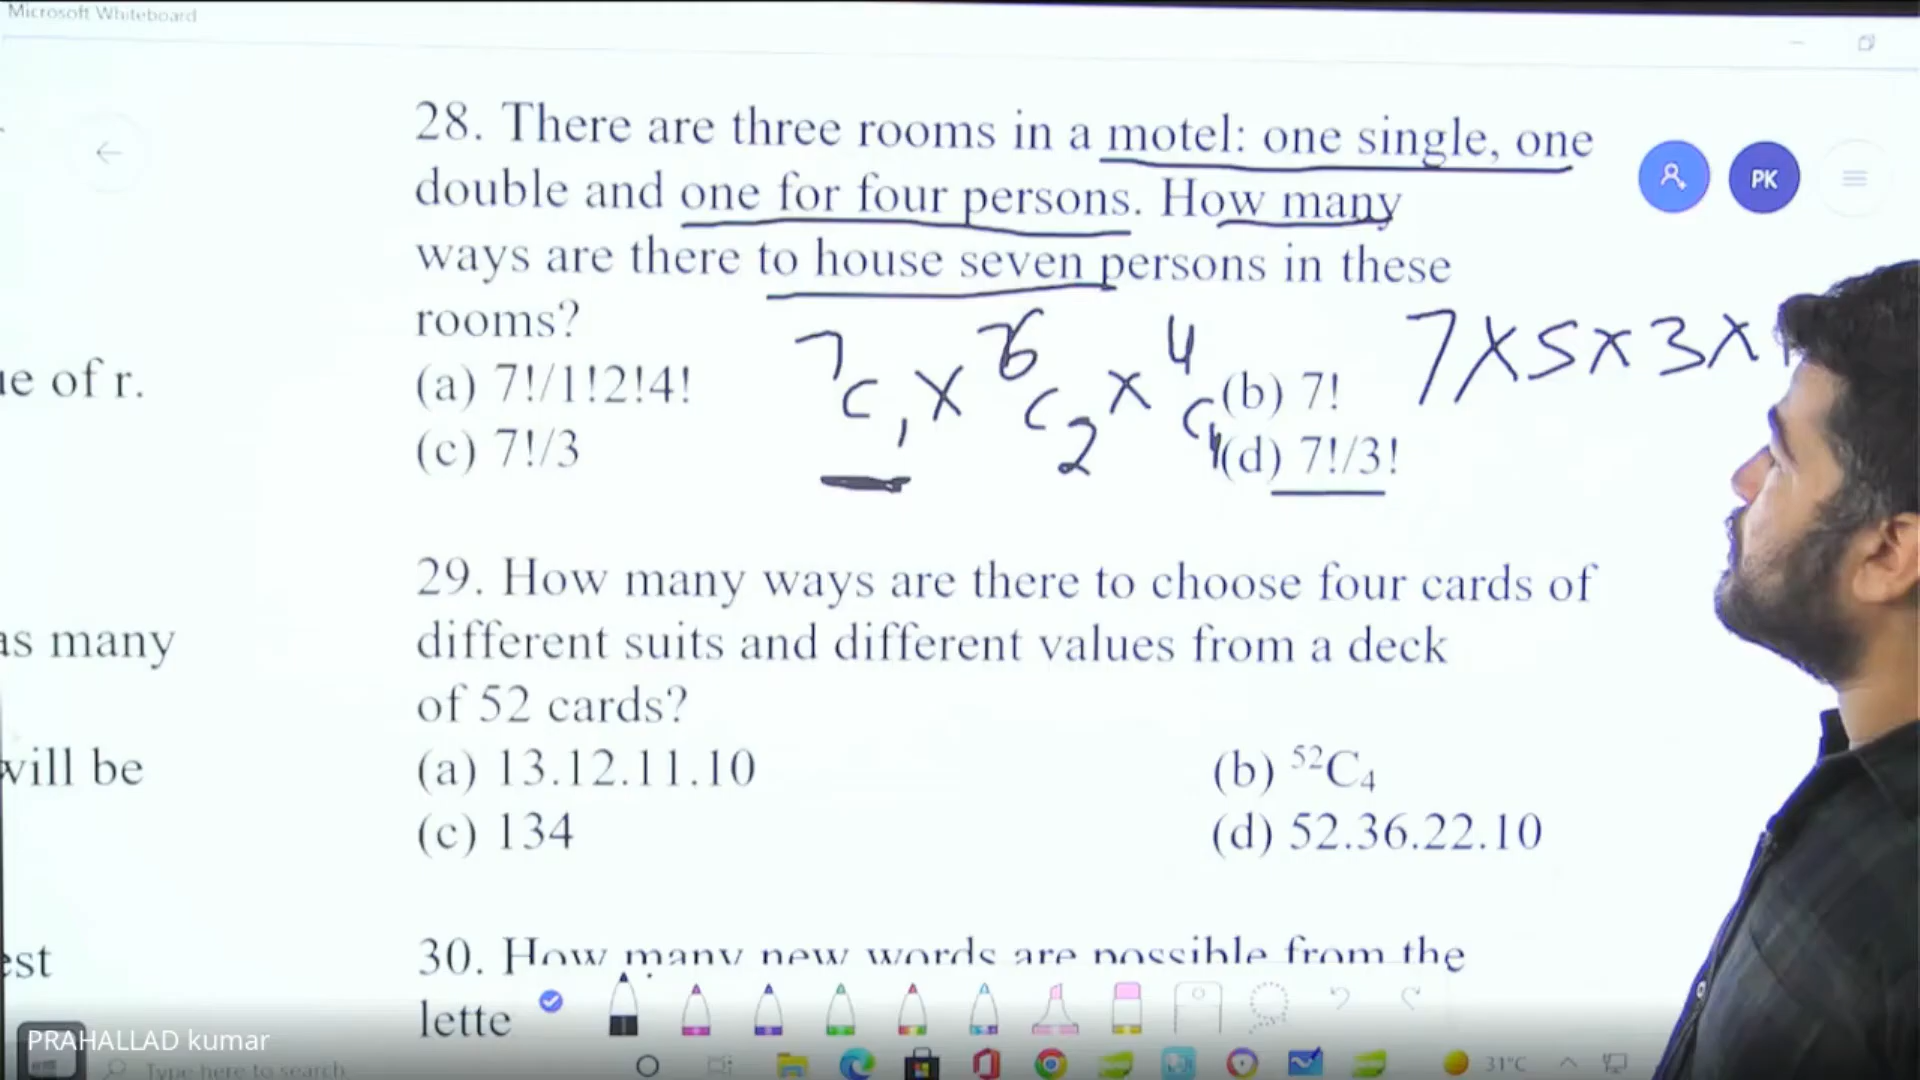 Microsoft Whiteboard
28. There are three rooms in a motel: one single, one
double and one for four persons. How many
ways are there to house seven persons in these
rooms?
(a) 7!/1!2!4!
(b) 7!
(c) 7!/3
(d) 7!/3!
7C1 × 6C2 × 4C4
7×5×3×
PK
ue of r.
29. How many ways are there to choose four cards of
different suits and different values from a deck
of 52 cards?
(a) 13.12.11.10
(b) 52C4
(c) 134
(d) 52.36.22.10
as many
will be
est
30. How many new words are possible from the
lette
PRAHALLAD kumar
Type here to search
31°C